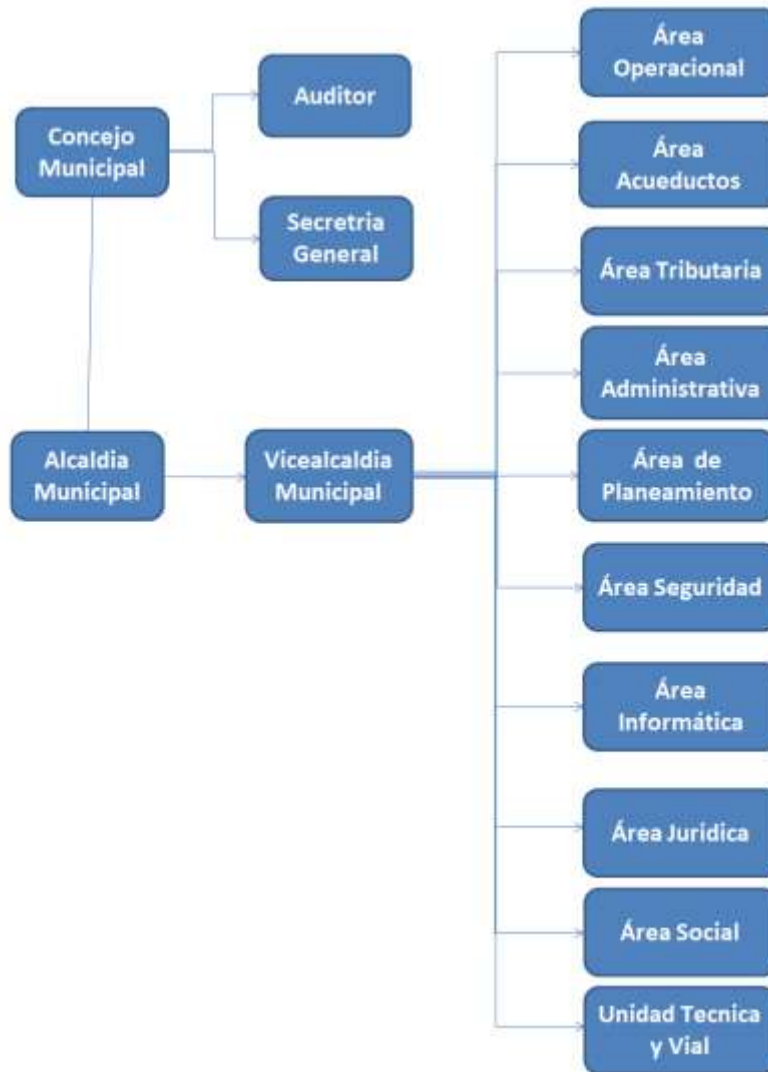 Concejo
Municipal
Auditor
Secretria
General
Alcaldia
Municipal
Vicealcaldia
Municipal
Área
Operacional
Área
Acueductos
Área Tributaria
Área
Administrativa
Área de
Planeamiento
Área Seguridad
Área
Informática
Área Juridica
Área Social
Unidad Tecnica
y Vial